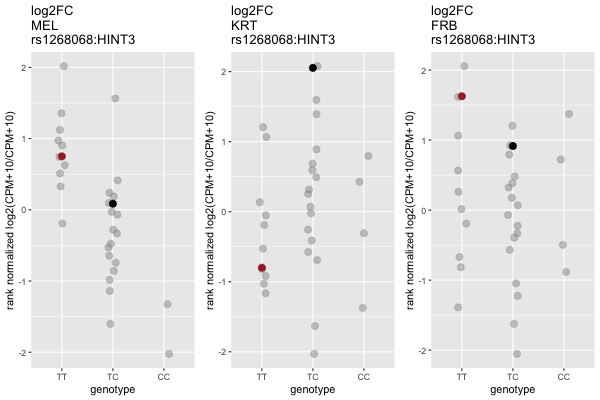 log2FC
MEL
rs1268068:HINT3
rank normalized log2(CPM+10/CPM+10)
2
1
0
-1
-2
TT
TC
CC
genotype
log2FC
KRT
rs1268068:HINT3
rank normalized log2(CPM+10/CPM+10)
2
1
0
-1
-2
TT
TC
CC
genotype
log2FC
FRB
rs1268068:HINT3
rank normalized log2(CPM+10/CPM+10)
2
1
0
-1
-2
TT
TC
CC
genotype